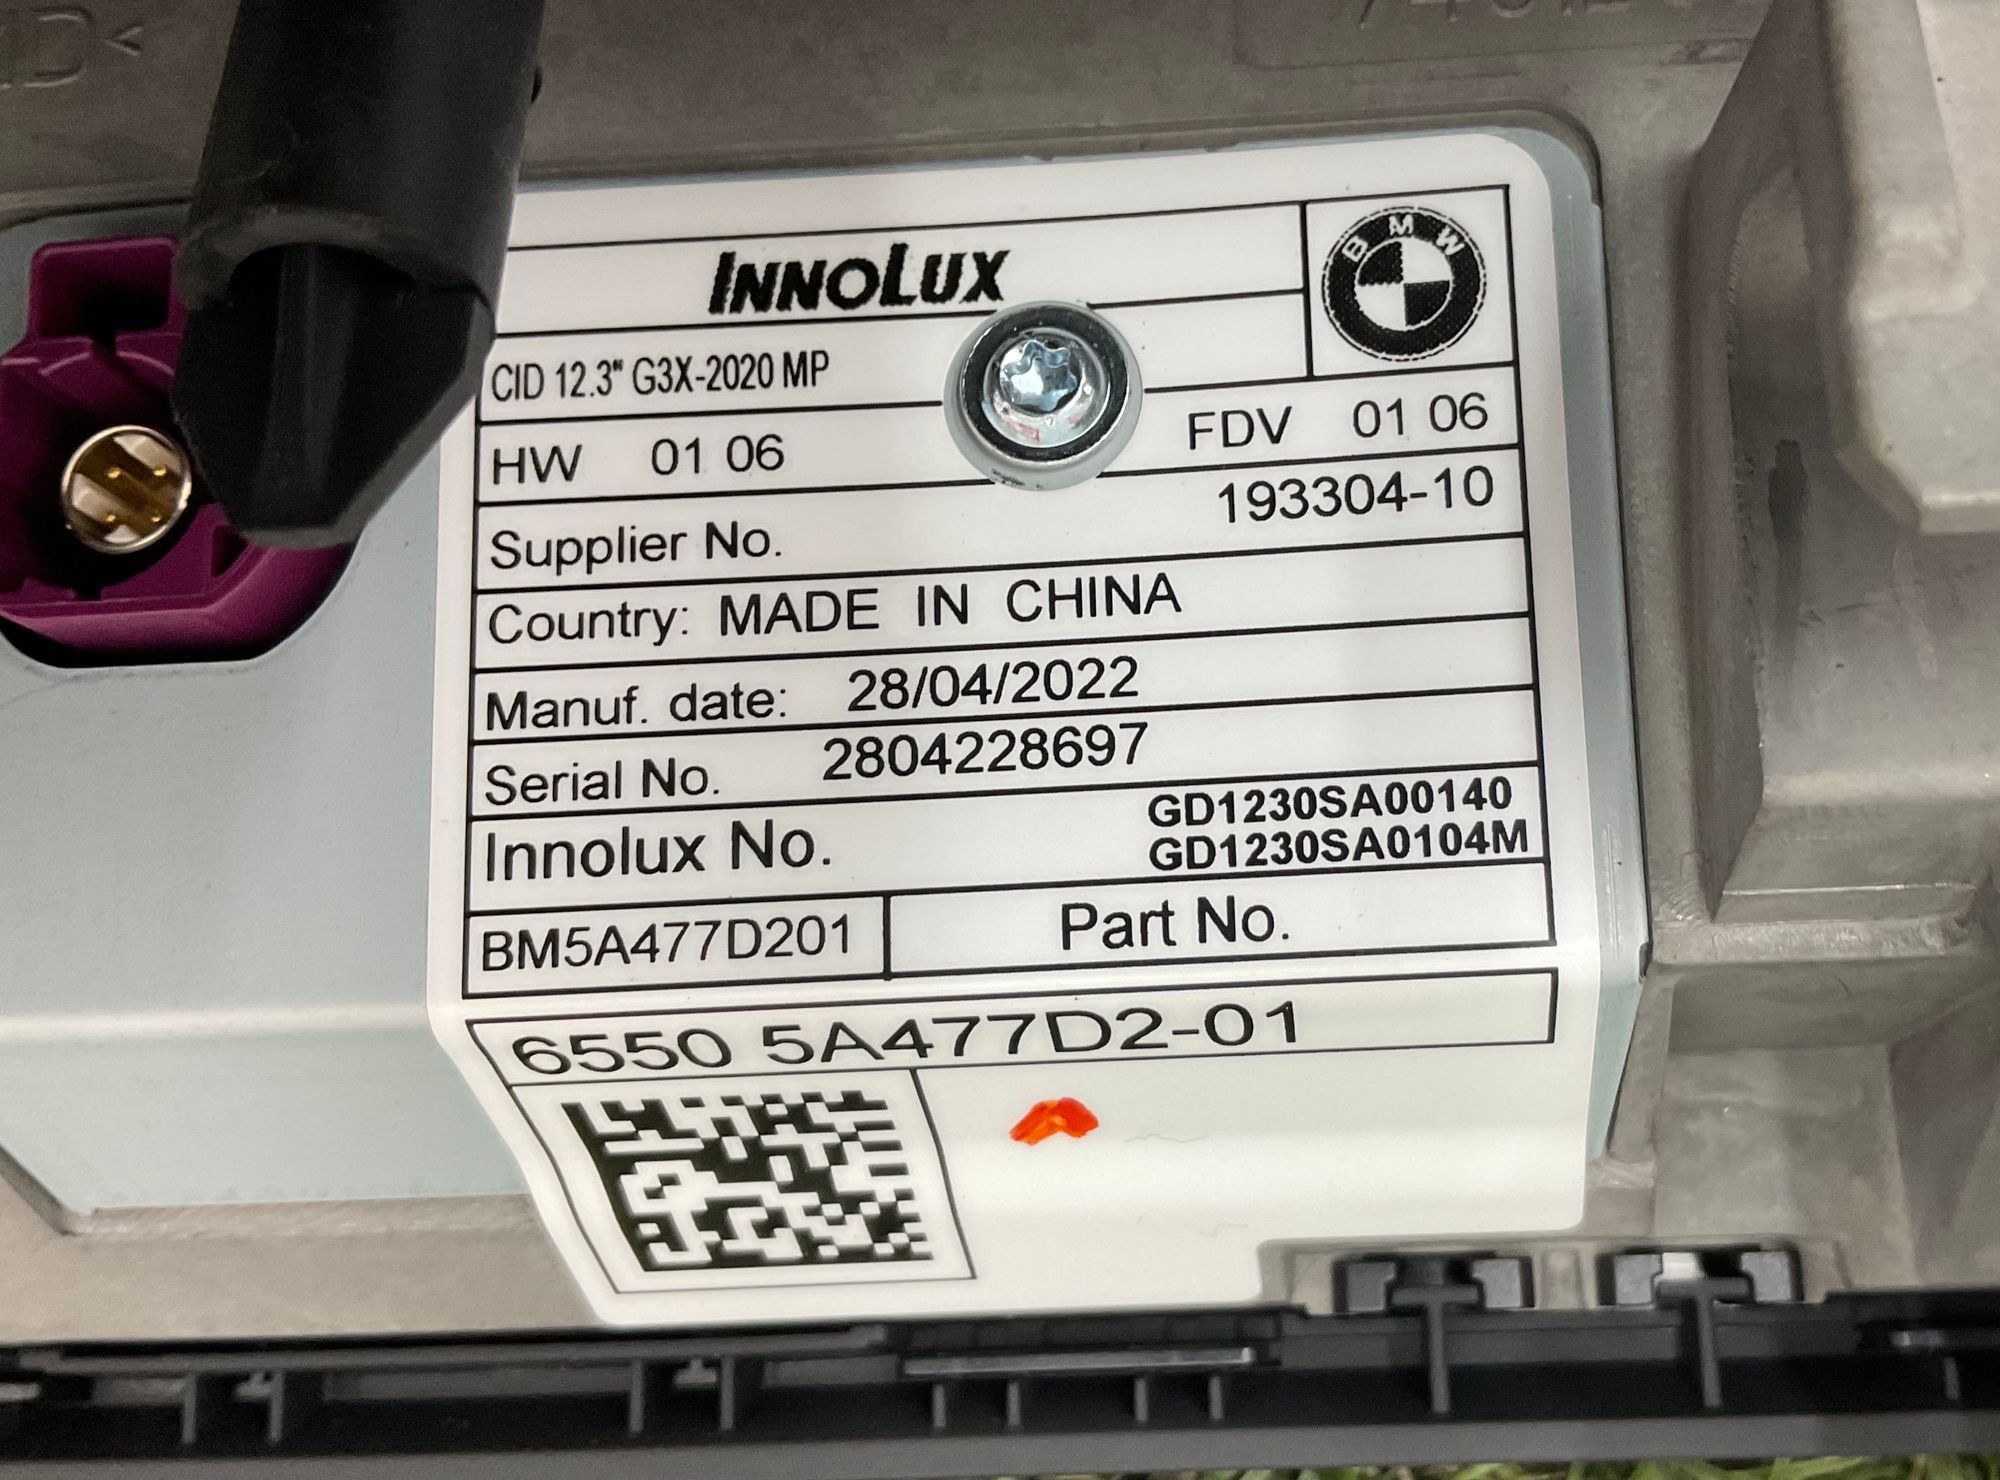 INNOLUX
BMW
CID 12.3" G3X-2020 MP
HW 01 06 FDV 01 06
Supplier No. 193304-10
Country: MADE IN CHINA
Manuf. date: 28/04/2022
Serial No. 2804228697
Innolux No. GD1230SA00140
GD1230SA0104M
BM5A477D201 Part No.
6550 5A477D2-01